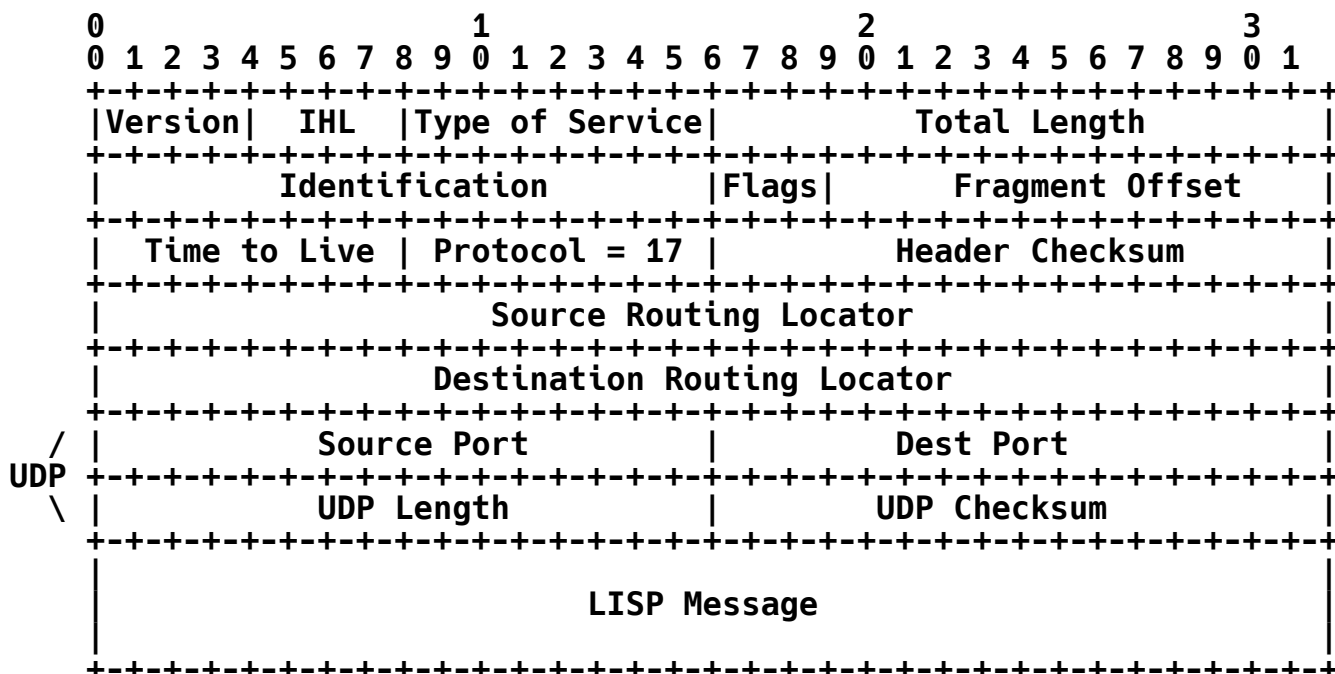 0                   1                   2                   3
0 1 2 3 4 5 6 7 8 9 0 1 2 3 4 5 6 7 8 9 0 1 2 3 4 5 6 7 8 9 0 1
+-+-+-+-+-+-+-+-+-+-+-+-+-+-+-+-+-+-+-+-+-+-+-+-+-+-+-+-+-+-+-+-+
|Version|  IHL  |Type of Service|          Total Length         |
+-+-+-+-+-+-+-+-+-+-+-+-+-+-+-+-+-+-+-+-+-+-+-+-+-+-+-+-+-+-+-+-+
|         Identification        |Flags|      Fragment Offset    |
+-+-+-+-+-+-+-+-+-+-+-+-+-+-+-+-+-+-+-+-+-+-+-+-+-+-+-+-+-+-+-+-+
|  Time to Live | Protocol = 17 |         Header Checksum       |
+-+-+-+-+-+-+-+-+-+-+-+-+-+-+-+-+-+-+-+-+-+-+-+-+-+-+-+-+-+-+-+-+
|                    Source Routing Locator                     |
+-+-+-+-+-+-+-+-+-+-+-+-+-+-+-+-+-+-+-+-+-+-+-+-+-+-+-+-+-+-+-+-+
|                 Destination Routing Locator                   |
+-+-+-+-+-+-+-+-+-+-+-+-+-+-+-+-+-+-+-+-+-+-+-+-+-+-+-+-+-+-+-+-+
/ |           Source Port         |         Dest Port             |
UDP +-+-+-+-+-+-+-+-+-+-+-+-+-+-+-+-+-+-+-+-+-+-+-+-+-+-+-+-+-+-+-+-+
\ |           UDP Length          |        UDP Checksum           |
+-+-+-+-+-+-+-+-+-+-+-+-+-+-+-+-+-+-+-+-+-+-+-+-+-+-+-+-+-+-+-+-+
|                                                               |
|                         LISP Message                          |
|                                                               |
+-+-+-+-+-+-+-+-+-+-+-+-+-+-+-+-+-+-+-+-+-+-+-+-+-+-+-+-+-+-+-+-+